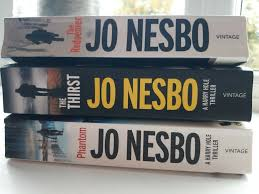 The Redeemer JO NESBO VINTAGE
THE THIRST JO NESBO A HARRY HOLE THRILLER VINTAGE
Phantom JO NESBO A HARRY HOLE THRILLER VINTAGE